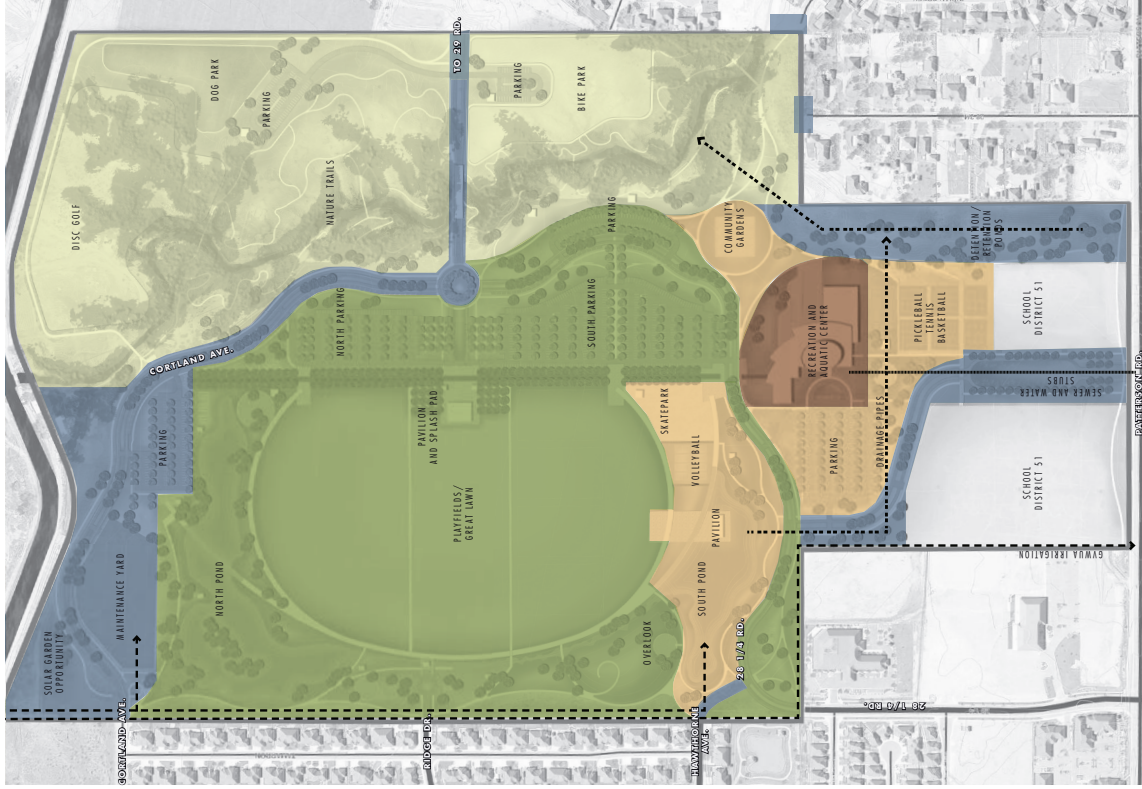 DISC GOLF
DOG PARK
PARKING
NATURE TRAILS
TO 29 RD.
PARKING
BIKE PARK
CORTLAND AVE.
NORTH PARKING
PARKING
SOUTH PARKING
COMMUNITY
GARDENS
DETENTION/
RETENTION
PONDS
PARKING
PAVILION
AND SPLASH PAD
SKATEPARK
RECREATION AND
AQUATIC CENTER
PICKLEBALL
TENNIS
BASKETBALL
SCHOOL
DISTRICT 51
VOLLEYBALL
PARKING
DRAINAGE PIPES
SEWER AND WATER
STUBS
PATTERSON RD.
PLAYFIELDS/
GREAT LAWN
PAVILION
SCHOOL
DISTRICT 51
SOLAR GARDEN
OPPORTUNITY
MAINTENANCE YARD
NORTH POND
SOUTH POND
OVERLOOK
GVWUA IRRIGATION
28 1/4 RD.
28 1/4 RD.
CORTLAND AVE.
RIDGE DR.
HAWTHORNE
AVE.